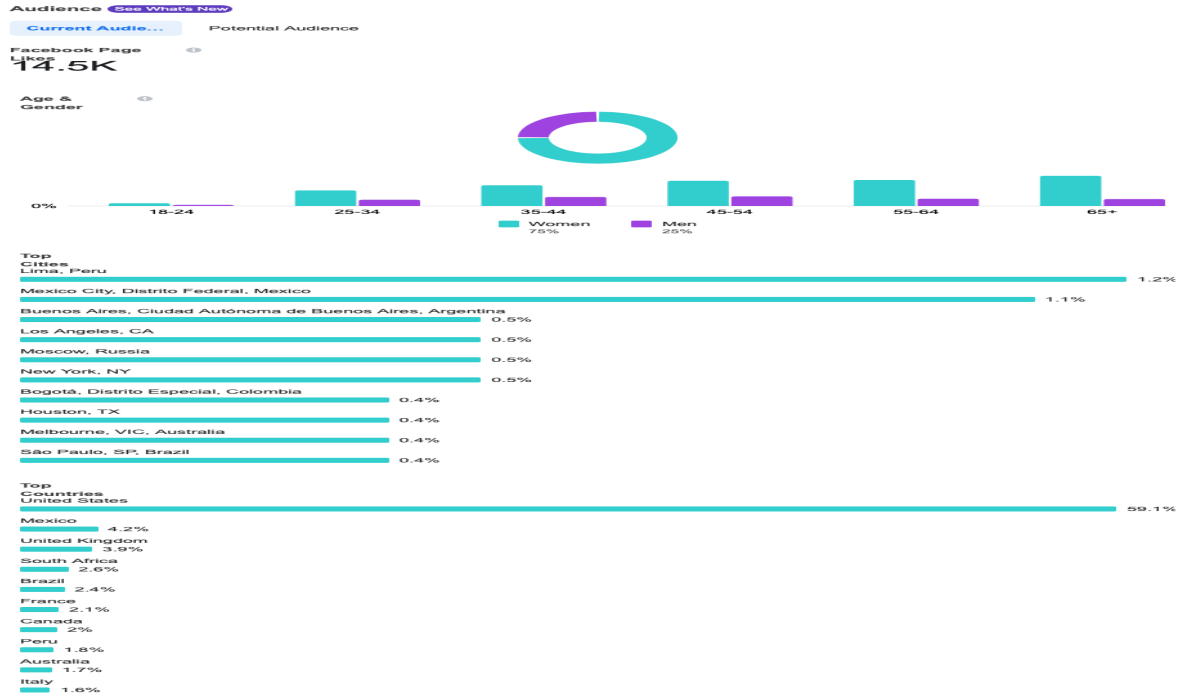 Audience See What's New
Current Audie... Potential Audience
Facebook Page
Likes
14.5K
Age &
Gender
0%
18-24 25-34 35-44 45-54 55-64 65+
Women Men
75% 25%
Top
Cities
Lima, Peru
1.2%
Mexico City, Distrito Federal, Mexico
1.1%
Buenos Aires, Ciudad Autónoma de Buenos Aires, Argentina
0.5%
Los Angeles, CA
0.5%
Moscow, Russia
0.5%
New York, NY
0.5%
Bogotá, Distrito Especial, Colombia
0.4%
Houston, TX
0.4%
Melbourne, VIC, Australia
0.4%
São Paulo, SP, Brazil
0.4%
Top
Countries
United States
59.1%
Mexico
4.2%
United Kingdom
3.9%
South Africa
2.6%
Brazil
2.4%
France
2.1%
Canada
2%
Peru
1.8%
Australia
1.7%
Italy
1.6%